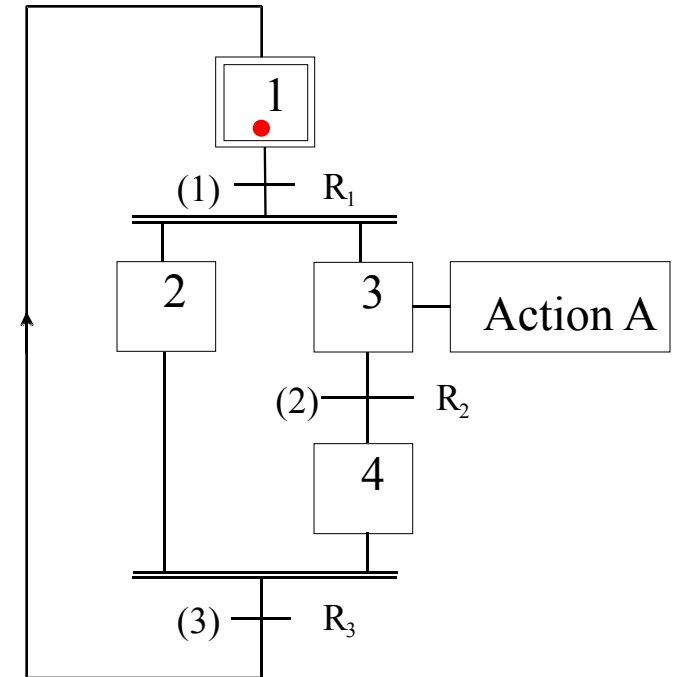 1
(1) R₁
2 3 Action A
(2) R₂
4
(3) R₃